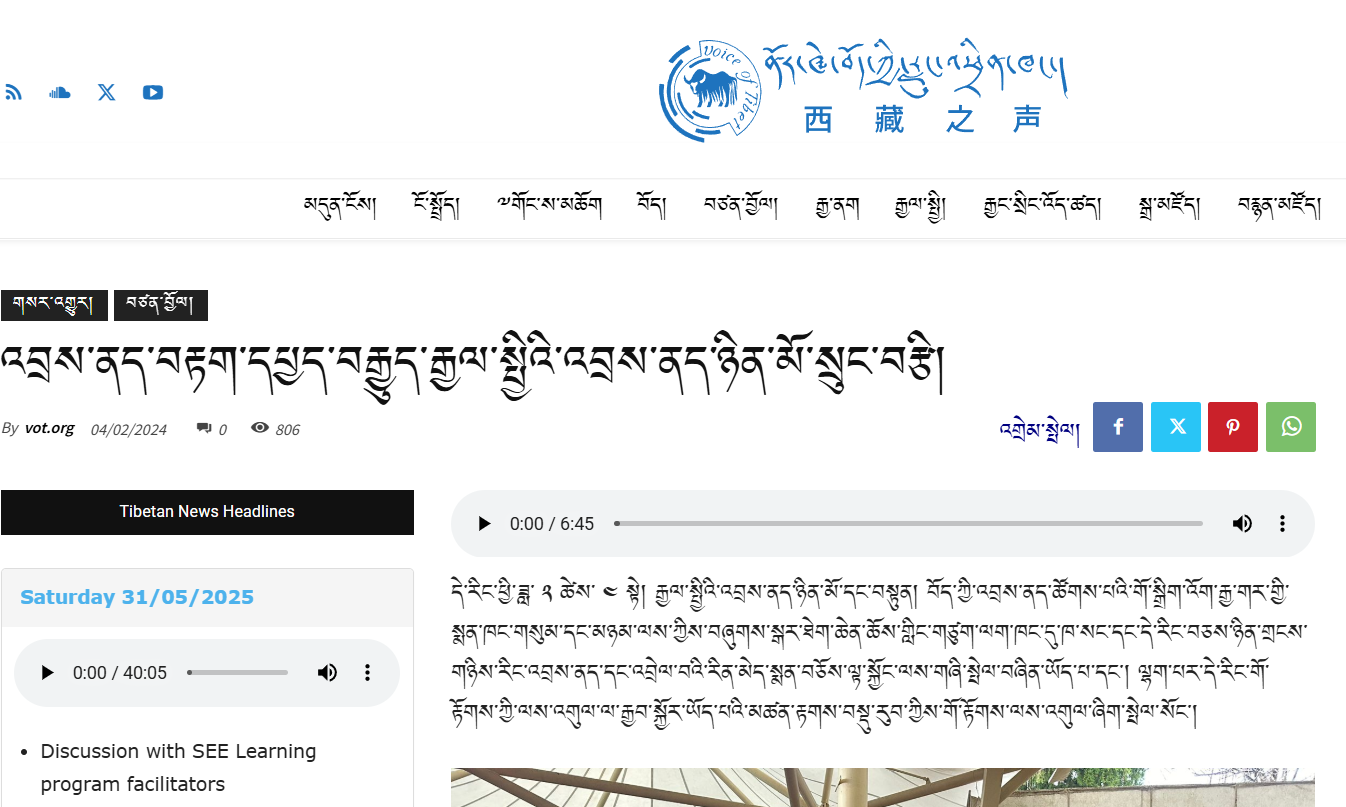 voice of Tibet
ནོར་ཝེ་བོད་ཀྱི་རླུང་འཕྲིན་ཁང་།
西藏之声
མདུན་ངོས། ངོ་སྤྲོད། ༸གོང་ས་མཆོག བོད། བཙན་བྱོལ། རྒྱ་ནག རྒྱལ་སྤྱི། རྒྱང་སྲིང་འོད་ཚད། སྒྲ་མཛོད། བརྙན་མཛོད།
གསར་འགྱུར། བཙན་བྱོལ།
འབྲས་ནད་བརྟག་དཔྱད་བརྒྱུད་རྒྱལ་སྤྱིའི་འབྲས་ནད་ཉིན་མོ་སྲུང་བརྩི།
By vot.org 04/02/2024 0 806
འགྲེམ་སྤེལ།
Tibetan News Headlines
Saturday 31/05/2025
0:00 / 40:05
Discussion with SEE Learning
program facilitators
0:00 / 6:45
དེ་རིང་ཕྱི་ཟླ་ ༢ ཚེས་ ༤ སྟེ། རྒྱལ་སྤྱིའི་འབྲས་ནད་ཉིན་མོ་དང་བསྟུན། བོད་ཀྱི་འབྲས་ནད་ཚོགས་པའི་གོ་སྒྲིག་འོག་རྒྱ་གར་གྱི་
སྨན་ཁང་གསུམ་དང་མཉམ་ལས་ཀྱིས་བཞུགས་སྒར་ཐེག་ཆེན་ཆོས་གླིང་གཙུག་ལག་ཁང་དུ་ཁ་སང་དང་དེ་རིང་བཅས་ཉིན་གྲངས་
གཉིས་རིང་འབྲས་ནད་དང་འབྲེལ་བའི་རིན་མེད་སྨན་བཅོས་ལྟ་སྐྱོང་ལས་གཞི་སྤེལ་བཞིན་ཡོད་པ་དང་། ལྷག་པར་དེ་རིང་གོ་
རྟོགས་ཀྱི་ལས་འགུལ་ལ་རྒྱབ་སྐྱོར་ཡོད་པའི་མཚན་རྟགས་བསྡུ་རུབ་ཀྱིས་གོ་རྟོགས་ལས་འགུལ་ཞིག་སྤེལ་སོང་།